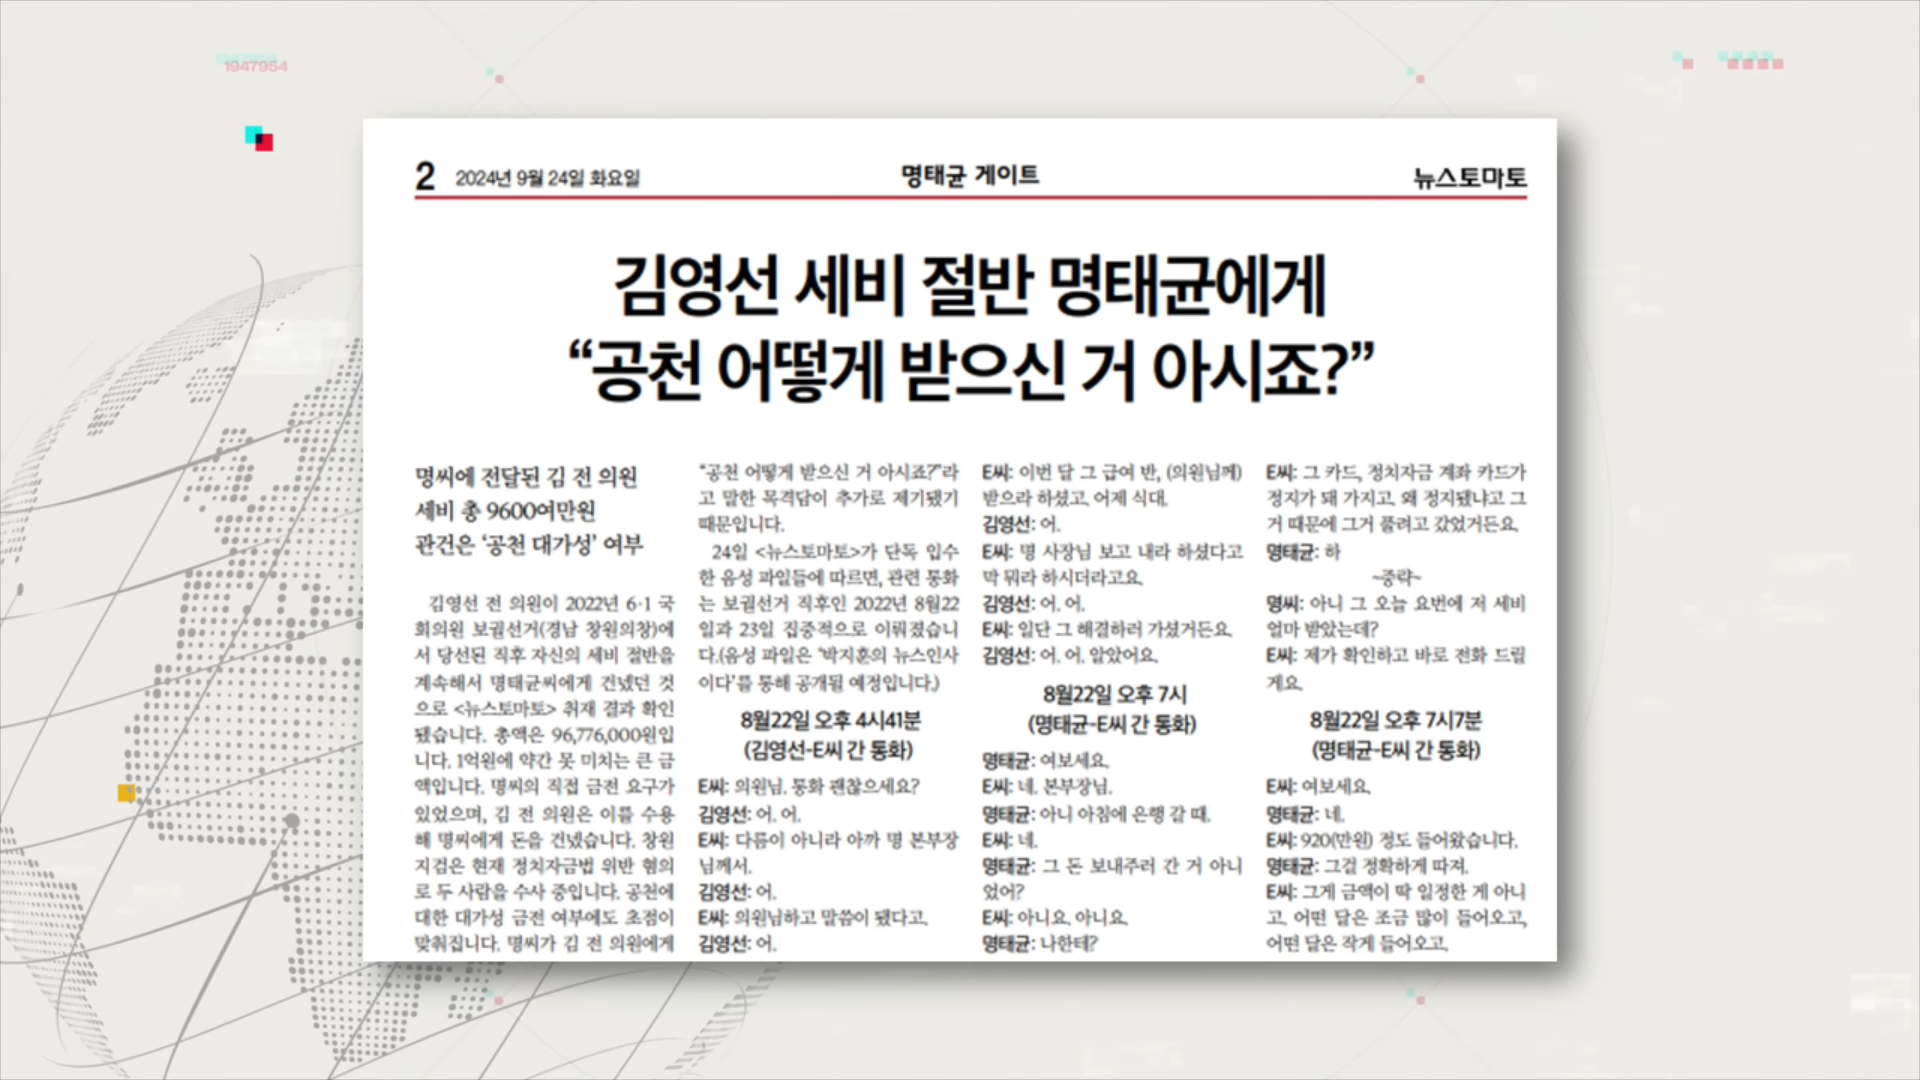 1947954
2 2024년 9월 24일 화요일
명태균 게이트
뉴스토마토
김영선 세비 절반 명태균에게
“공천 어떻게 받으신 거 아시죠?”
명씨에 전달된 김 전 의원
세비 총 9600여만원
관건은 ‘공천 대가성’ 여부
김영선 전 의원이 2022년 6·1 국
회의원 보궐선거(경남 창원의창)에
서 당선된 직후 자신의 세비 절반을
계속해서 명태균씨에게 건넸던 것
으로 <뉴스토마토> 취재 결과 확인
됐습니다. 총액은 96,776,000원입
니다. 1억원에 약간 못 미치는 큰 금
액입니다. 명씨의 직접 금전 요구가
있었으며, 김 전 의원은 이를 수용
해 명씨에게 돈을 건넸습니다. 창원
지검은 현재 정치자금법 위반 혐의
로 두 사람을 수사 중입니다. 공천에
대한 대가성 금전 여부에도 초점이
맞춰집니다. 명씨가 김 전 의원에게
“공천 어떻게 받으신 거 아시죠?”라
고 말한 목격담이 추가로 제기됐기
때문입니다.
24일 <뉴스토마토>가 단독 입수
한 음성 파일들에 따르면, 관련 통화
는 보궐선거 직후인 2022년 8월22
일과 23일 집중적으로 이뤄졌습니
다.(음성 파일은 ‘박지훈의 뉴스인사
이다’를 통해 공개될 예정입니다.)
8월22일 오후 4시41분
(김영선-E씨 간 통화)
E씨: 의원님, 통화 괜찮으세요?
김영선: 어, 어.
E씨: 다름이 아니라 아까 명 본부장
님께서.
김영선: 어.
E씨: 의원님하고 말씀이 됐다고.
김영선: 어.
E씨: 이번 달 그 급여 반, (의원님께)
받으라 하셨고, 어제 식대.
김영선: 어.
E씨: 명 사장님 보고 내라 하셨다고
막 뭐라 하시더라고요.
김영선: 어, 어.
E씨: 일단 그 해결하러 가셨거든요.
김영선: 어, 어, 알았어요.
8월22일 오후 7시
(명태균-E씨 간 통화)
명태균: 여보세요.
E씨: 네, 본부장님.
명태균: 아니 아침에 은행 갈 때,
E씨: 네.
명태균: 그 돈 보내주러 간 거 아니
었어?
E씨: 아니요, 아니요.
명태균: 나한테?
E씨: 그 카드, 정치자금 계좌 카드가
정지가 돼 가지고, 왜 정지됐냐고 그
거 때문에 그거 풀려고 갔었거든요.
명태균: 하
~중략~
명씨: 아니 그 오늘 요번에 저 세비
얼마 받았는데?
E씨: 제가 확인하고 바로 전화 드릴
게요.
8월22일 오후 7시7분
(명태균-E씨 간 통화)
E씨: 여보세요.
명태균: 네.
E씨: 920(만원) 정도 들어왔습니다.
명태균: 그걸 정확하게 따져.
E씨: 그게 금액이 딱 일정한 게 아니
고, 어떤 달은 조금 많이 들어오고,
어떤 달은 작게 들어오고,